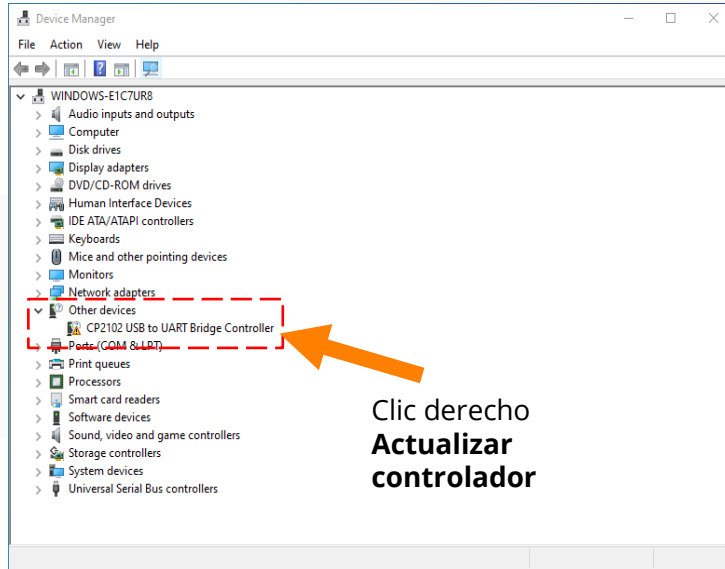 Device Manager
File Action View Help
WINDOWS-E1C7UR8
Audio inputs and outputs
Computer
Disk drives
Display adapters
DVD/CD-ROM drives
Human Interface Devices
IDE ATA/ATAPI controllers
Keyboards
Mice and other pointing devices
Monitors
Network adapters
Other devices
CP2102 USB to UART Bridge Controller
Ports (COM & LPT)
Print queues
Processors
Smart card readers
Software devices
Sound, video and game controllers
Storage controllers
System devices
Universal Serial Bus controllers
Clic derecho
Actualizar
controlador